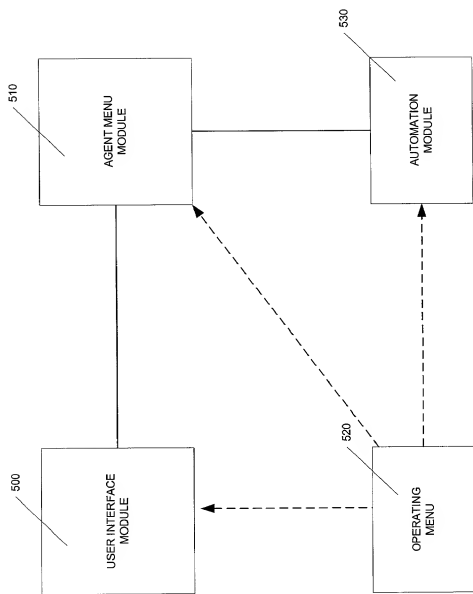 500
USER INTERFACE
MODULE
510
AGENT MENU
MODULE
520
OPERATING
MENU
530
AUTOMATION
MODULE